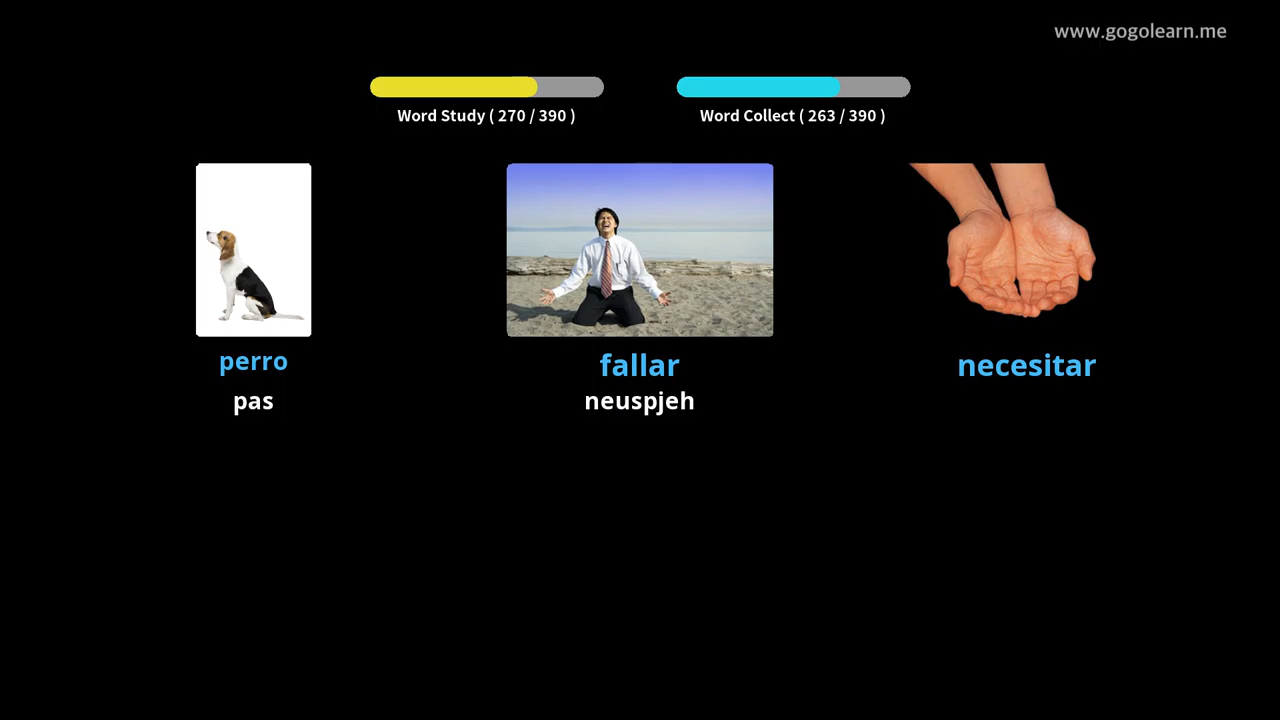 www.gogolearn.me
Word Study ( 270 / 390 )
Word Collect ( 263 / 390 )
perro
fallar
necesitar
pas
neuspjeh